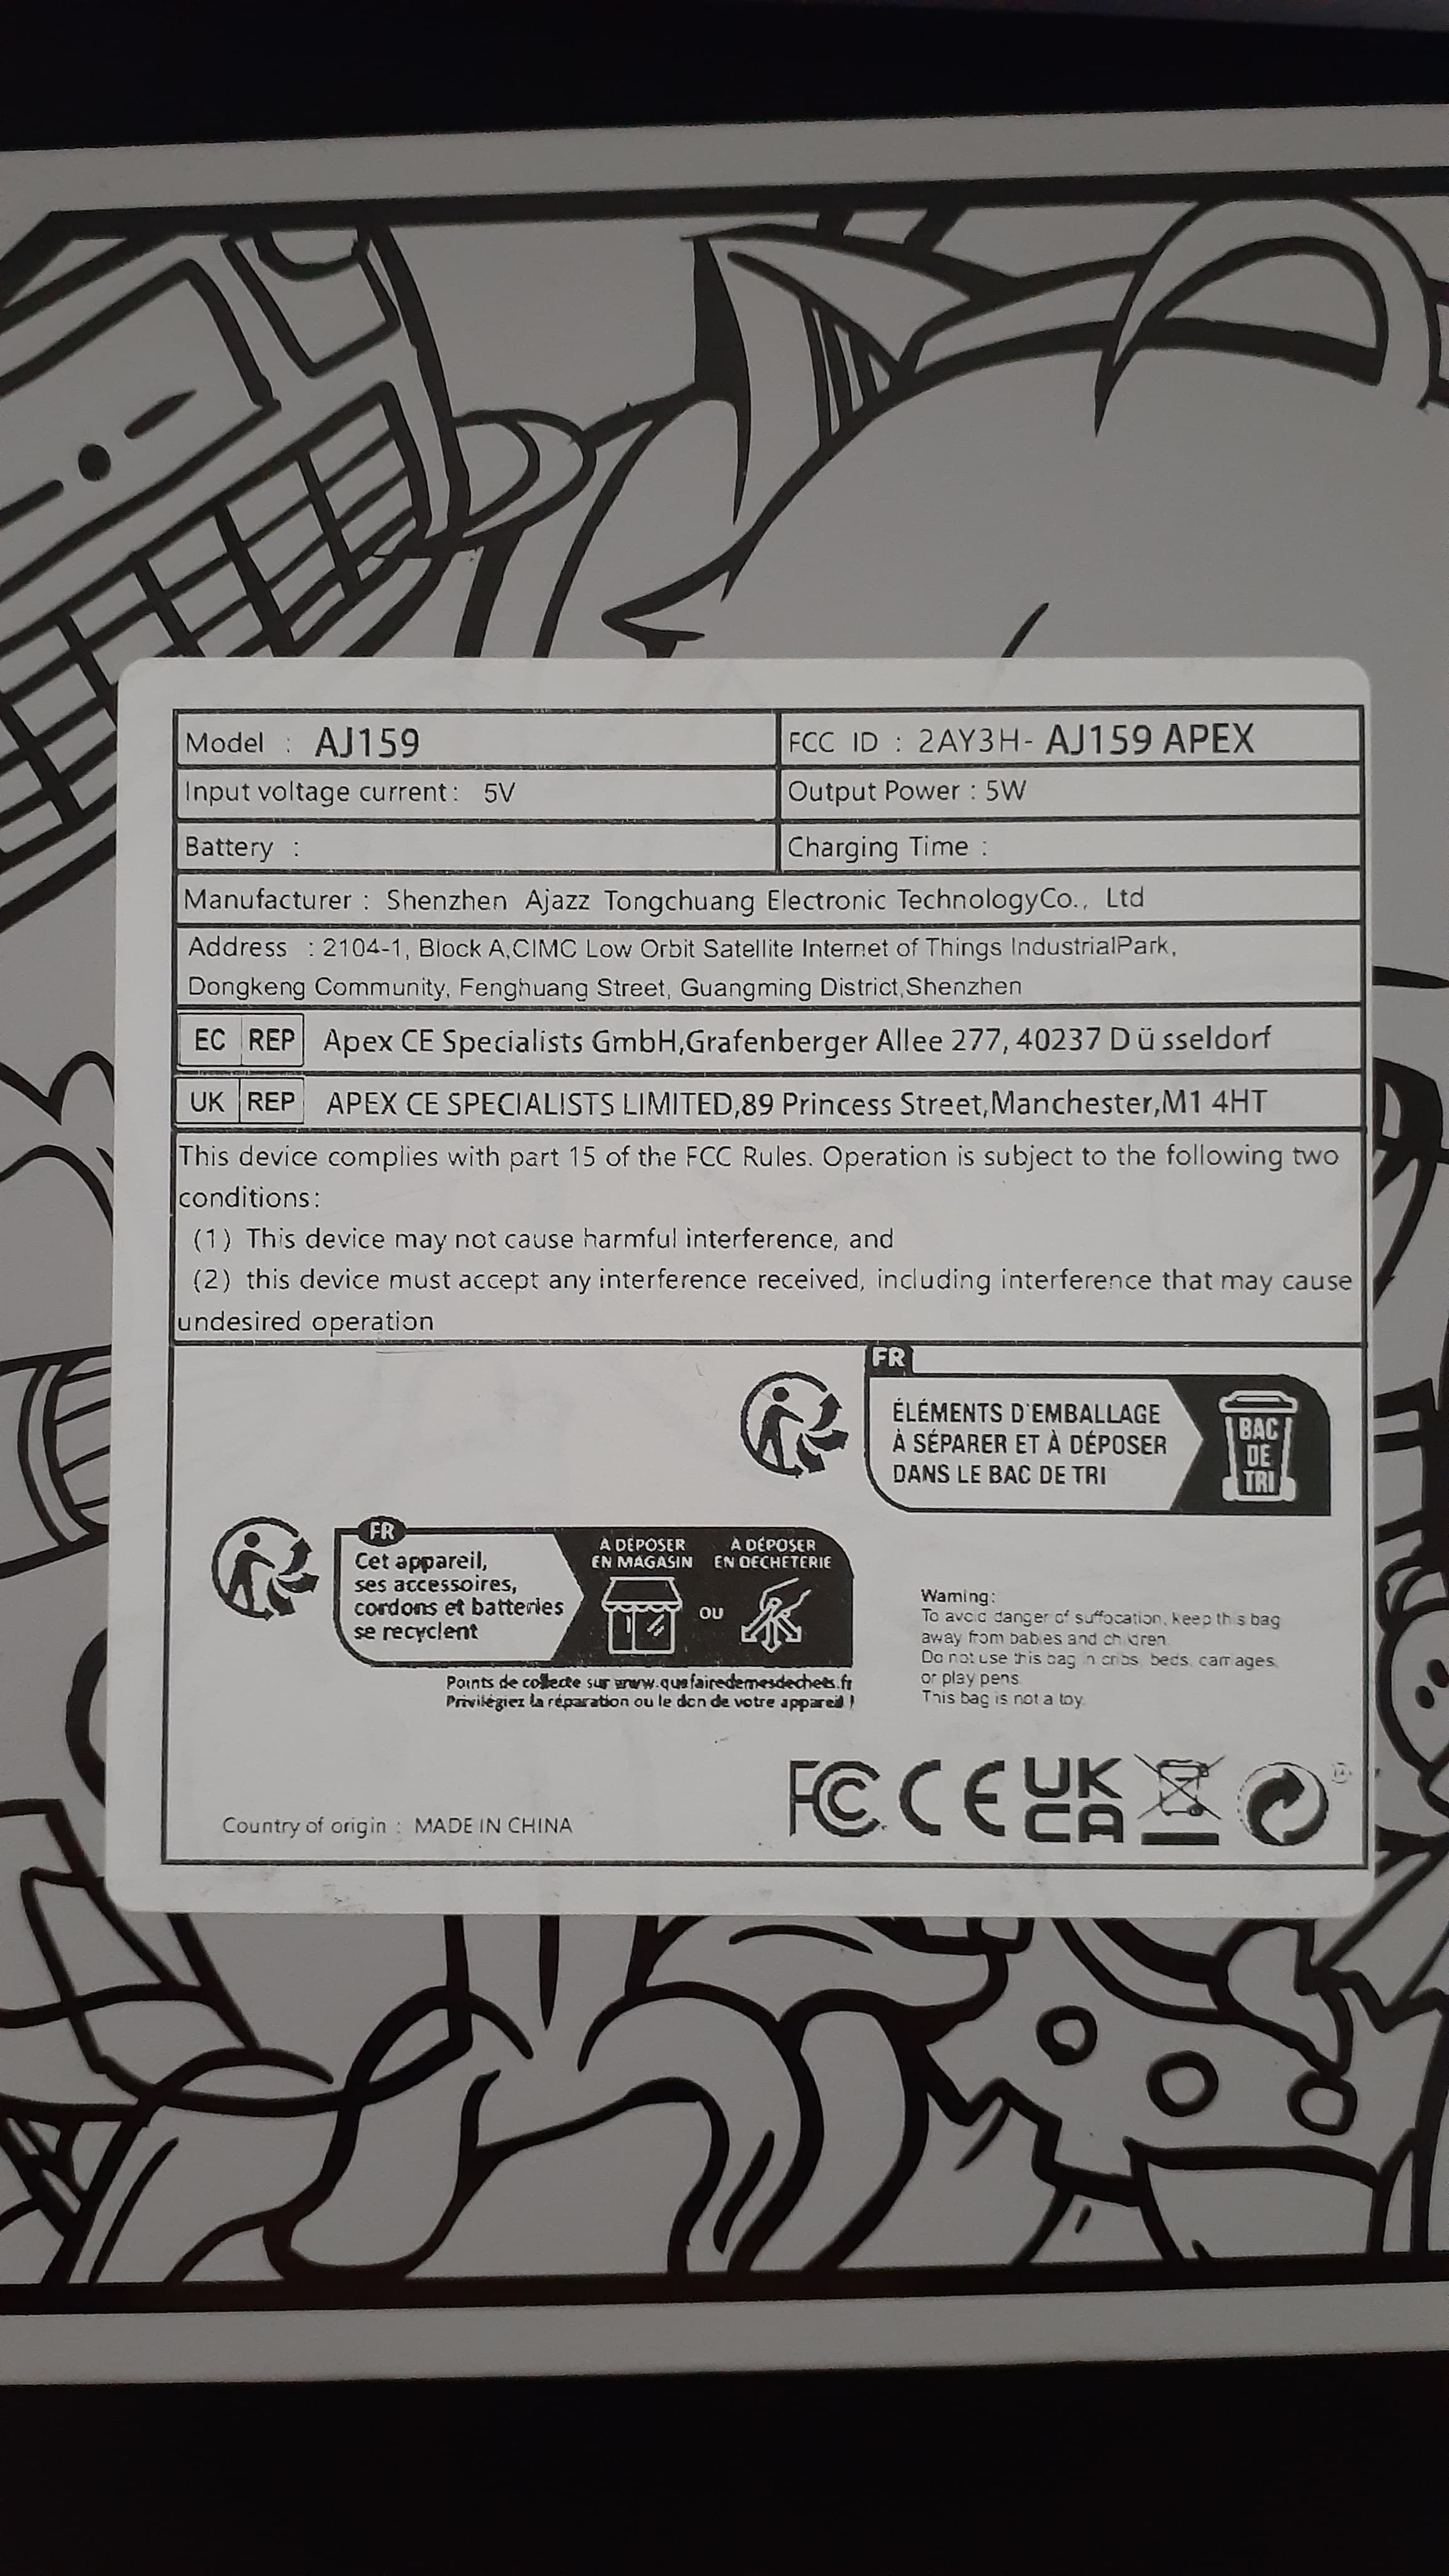 Model : AJ159
FCC ID : 2AY3H- AJ159 APEX
Input voltage current : 5V
Output Power : 5W
Battery :
Charging Time :
Manufacturer : Shenzhen Ajazz Tongchuang Electronic TechnologyCo., Ltd
Address : 2104-1, Block A,CIMC Low Orbit Satellite Internet of Things IndustrialPark,
Dongkeng Community, Fenghuang Street, Guangming District,Shenzhen
EC REP Apex CE Specialists GmbH,Grafenberger Allee 277, 40237 D ü sseldorf
UK REP APEX CE SPECIALISTS LIMITED,89 Princess Street,Manchester,M1 4HT
This device complies with part 15 of the FCC Rules. Operation is subject to the following two
conditions:
(1) This device may not cause harmful interference, and
(2) this device must accept any interference received, including interference that may cause
undesired operation
FR
ÉLÉMENTS D'EMBALLAGE
À SÉPARER ET À DÉPOSER
DANS LE BAC DE TRI
BAC
DE
TRI
FR
Cet appareil,
ses accessoires,
cordons et batteries
se recyclent
À DÉPOSER
EN MAGASIN
OU
À DÉPOSER
EN DÉCHÈTERIE
Points de collecte sur www.quefairedemesdechets.fr
Privilégiez la réparation ou le don de votre appareil !
Warning:
To avoid danger of suffocation, keep this bag
away from babies and children.
Do not use this bag in cribs, beds, carriages,
or play pens.
This bag is not a toy.
Country of origin : MADE IN CHINA
FC CE UK
CA